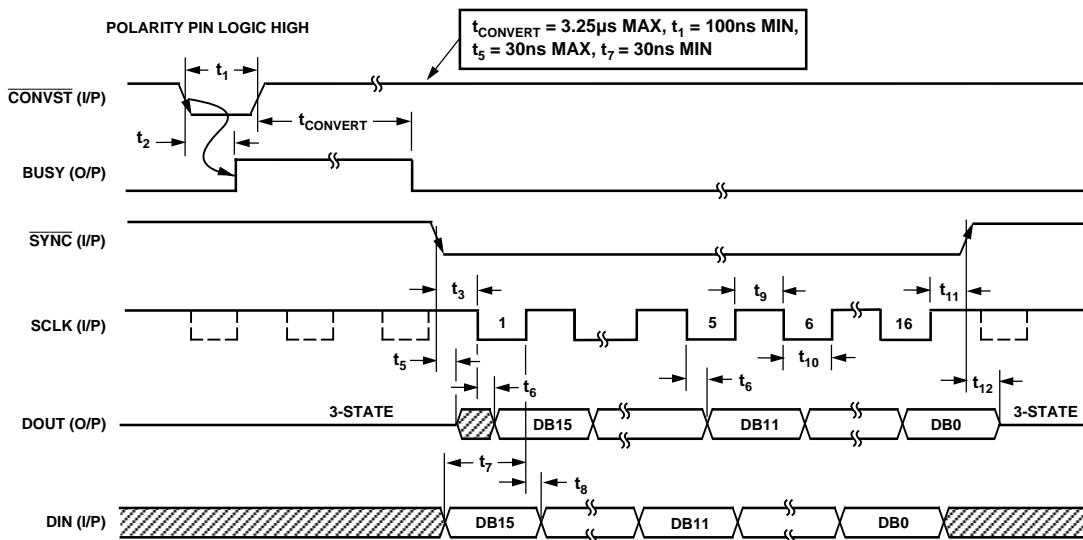 POLARITY PIN LOGIC HIGH
tCONVERT = 3.25µs MAX, t1 = 100ns MIN,
t5 = 30ns MAX, t7 = 30ns MIN
t1
CONVST (I/P)
t2
tCONVERT
BUSY (O/P)
SYNC (I/P)
t3
t9
t11
SCLK (I/P)
1
5
6
16
t5
t10
t6
t6
t12
3-STATE
3-STATE
DOUT (O/P)
DB15
DB11
DB0
t7
t8
DIN (I/P)
DB15
DB11
DB0